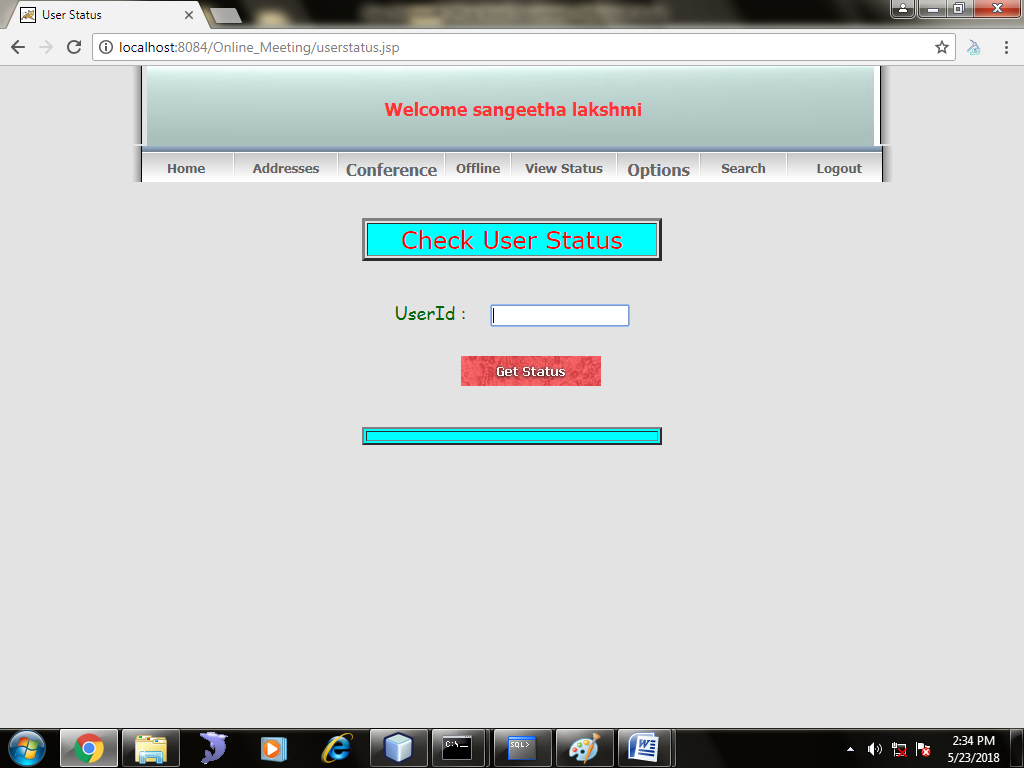 User Status
localhost:8084/Online_Meeting/userstatus.jsp
Welcome sangeetha lakshmi
Home Addresses Conference Offline View Status Options Search Logout
Check User Status
UserId :
Get Status
C:\_
SQL>
2:34 PM
5/23/2018